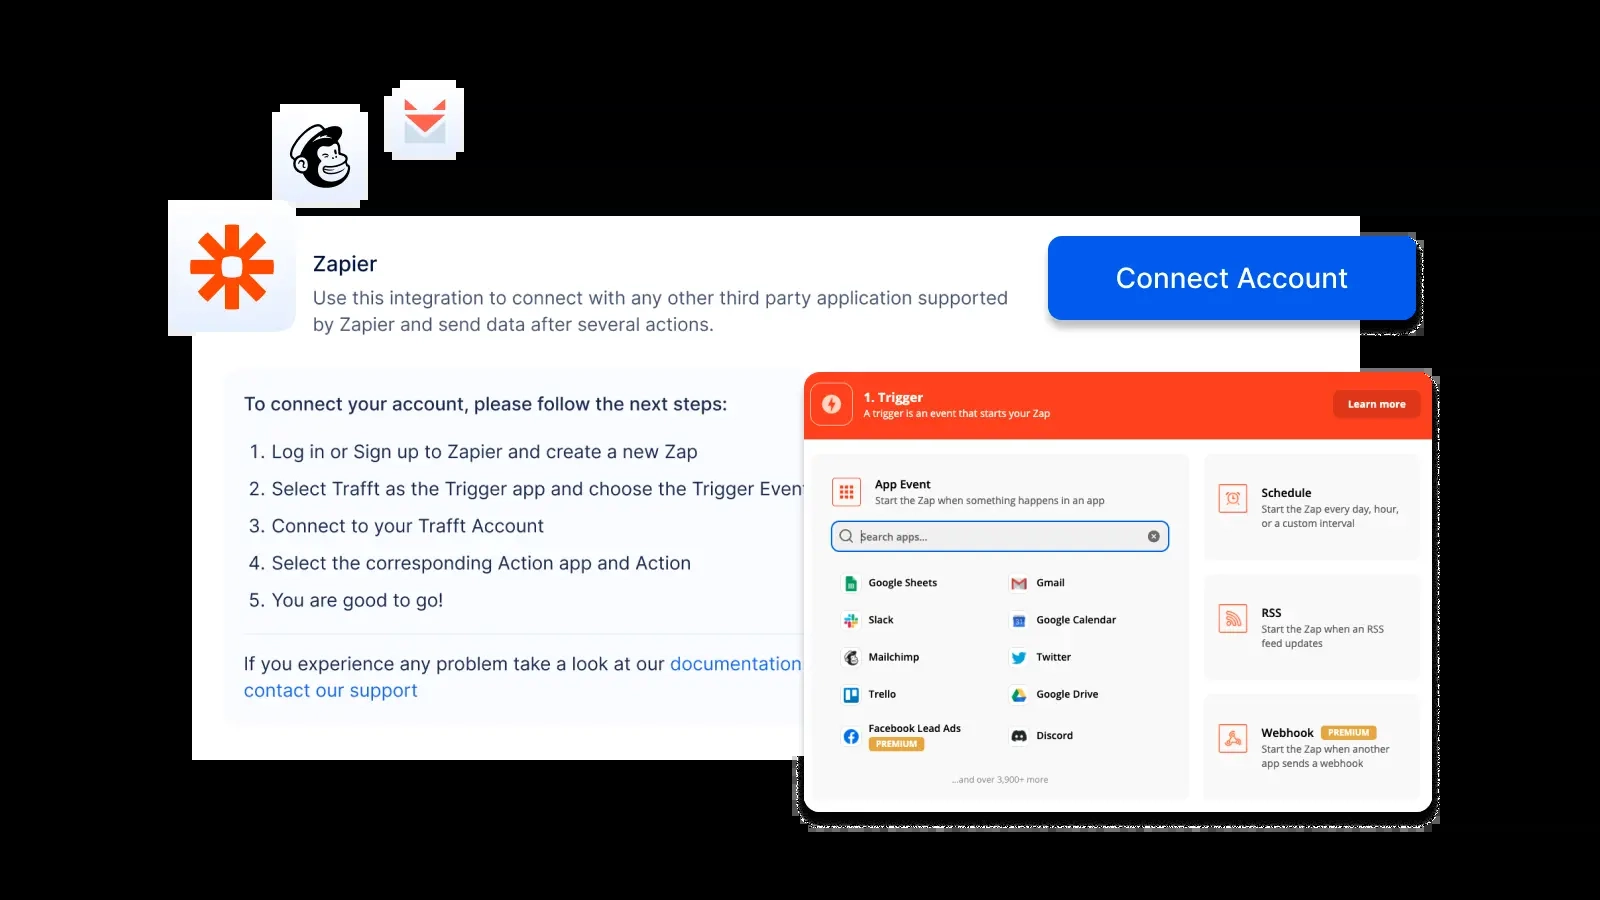 Zapier
Use this integration to connect with any other third party application supported
by Zapier and send data after several actions.
Connect Account
To connect your account, please follow the next steps:
1. Log in or Sign up to Zapier and create a new Zap
2. Select Trafft as the Trigger app and choose the Trigger Event
3. Connect to your Trafft Account
4. Select the corresponding Action app and Action
5. You are good to go!
If you experience any problem take a look at our documentation
contact our support
1. Trigger
A trigger is an event that starts your Zap
Learn more
App Event
Start the Zap when something happens in an app
Search apps...
Google Sheets
Gmail
Slack
Google Calendar
Mailchimp
Twitter
Trello
Google Drive
Facebook Lead Ads
PREMIUM
Discord
...and over 3,900+ more
Schedule
Start the Zap every day, hour,
or a custom interval
RSS
Start the Zap when an RSS
feed updates
Webhook PREMIUM
Start the Zap when another
app sends a webhook